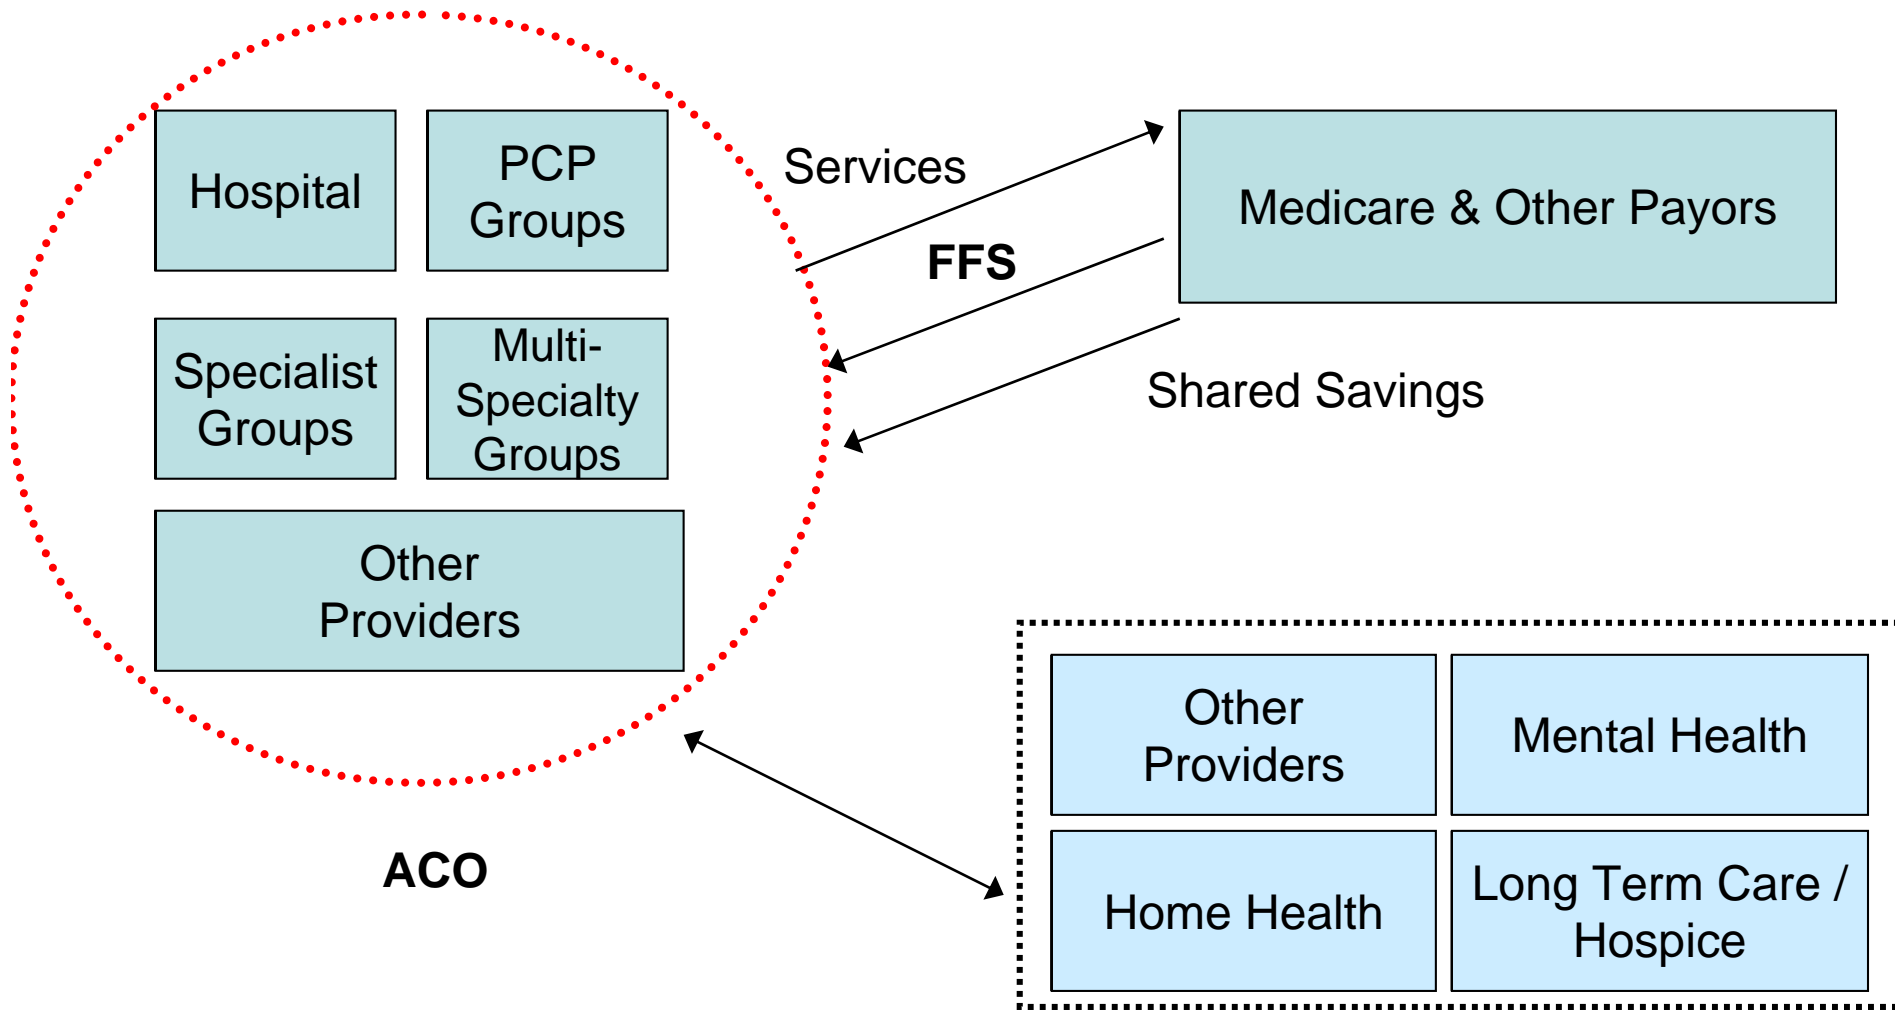 Hospital
PCP
Groups
Services
FFS
Medicare & Other Payors
Specialist
Groups
Multi-
Specialty
Groups
Shared Savings
Other
Providers
ACO
Other
Providers
Mental Health
Home Health
Long Term Care /
Hospice